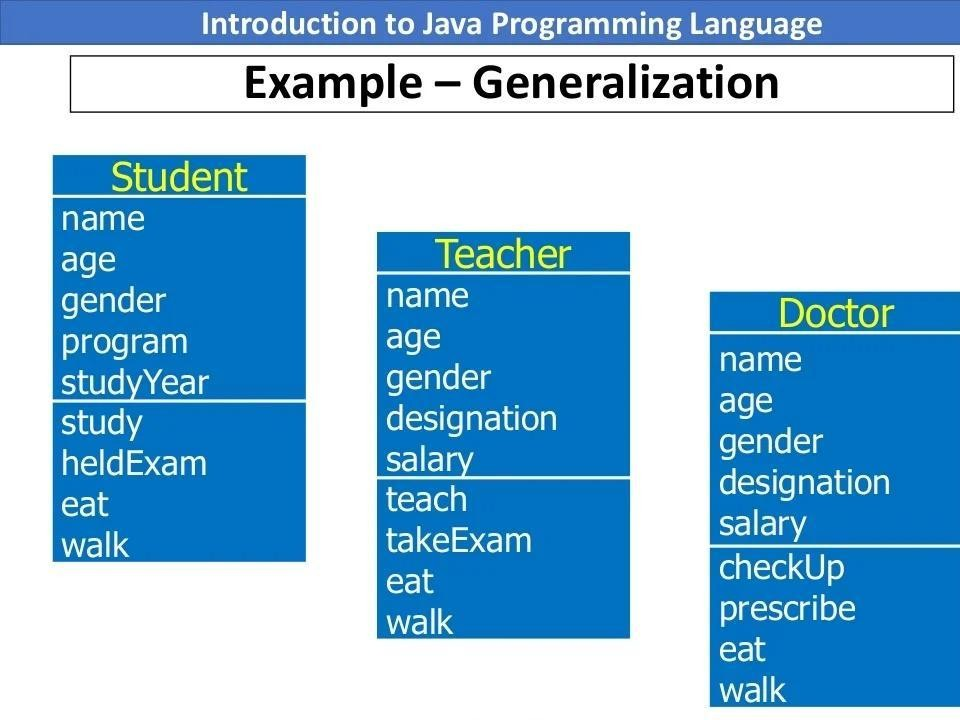 Introduction to Java Programming Language
Example – Generalization
Student
name
age
gender
program
studyYear
study
heldExam
eat
walk
Teacher
name
age
gender
designation
salary
teach
takeExam
eat
walk
Doctor
name
age
gender
designation
salary
checkUp
prescribe
eat
walk